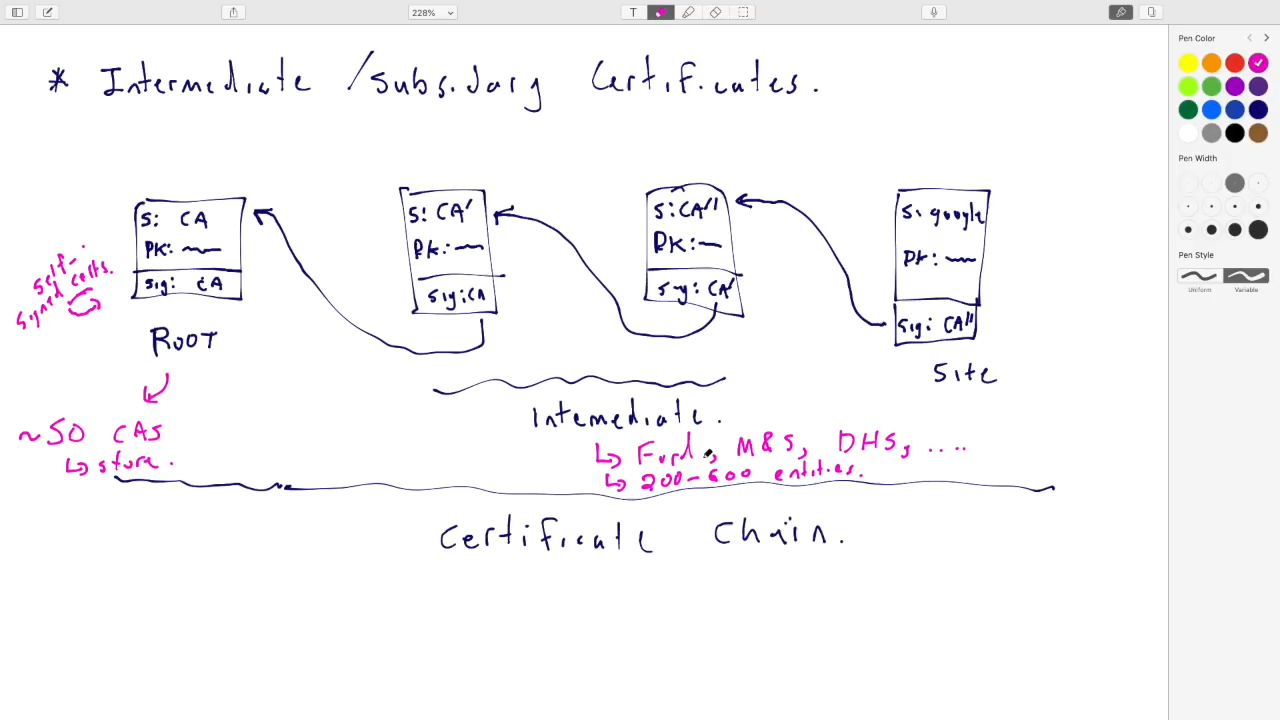 228%
T
* Intermediate /subsidary Certificates.
Pen Color
Pen Width
Pen Style
Uniform
Variable
S: CA
PK:
Sig: CA
ROOT
self-
signed certs.
~50 CAs
↳ store.
S: CA'
PK:
Sig: CA
S: CA''
PK:
Sig: CA'
S: google
PK:
Sig: CA''
Site
Intemediate.
↳ Ford, M&S, DHS, ....
↳ 200-600 entities.
Certificate Chain.